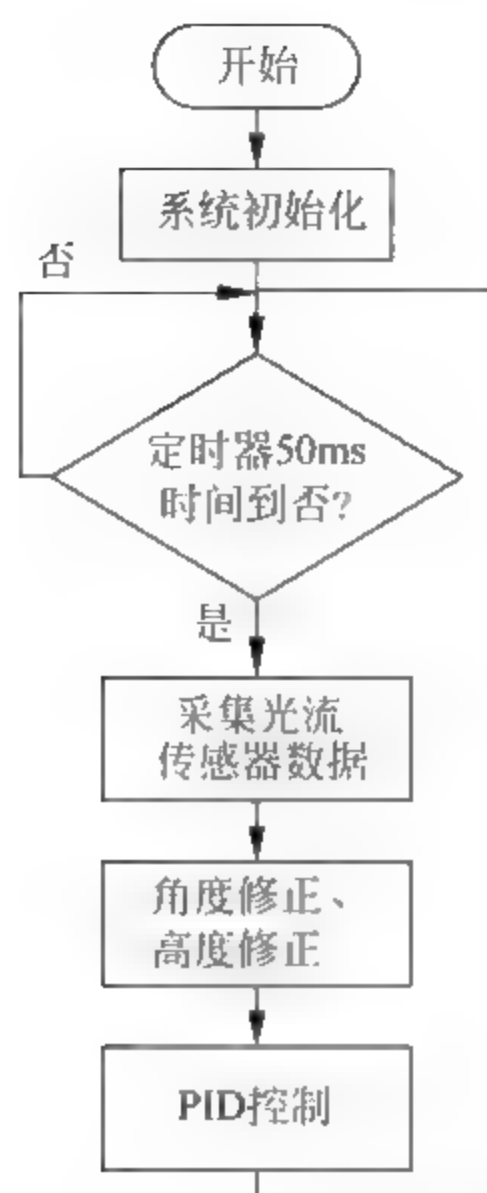 开始
系统初始化
否
定时器50ms
时间到否?
是
采集光流
传感器数据
角度修正、
高度修正
PID控制